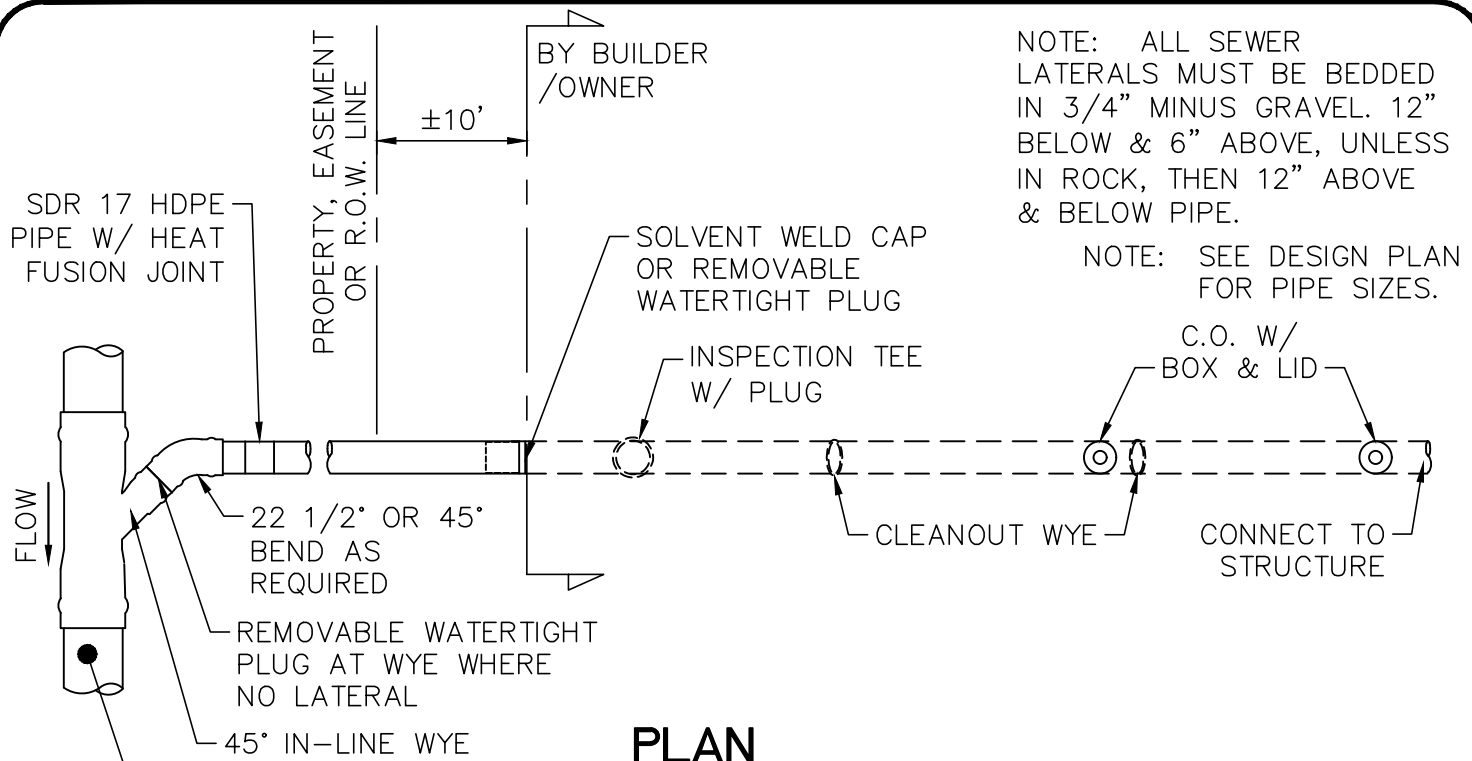 PROPERTY, EASEMENT
OR R.O.W. LINE
BY BUILDER
/OWNER
±10’
NOTE: ALL SEWER
LATERALS MUST BE BEDDED
IN 3/4” MINUS GRAVEL. 12”
BELOW & 6” ABOVE, UNLESS
IN ROCK, THEN 12” ABOVE
& BELOW PIPE.
NOTE: SEE DESIGN PLAN
FOR PIPE SIZES.
SDR 17 HDPE
PIPE W/ HEAT
FUSION JOINT
SOLVENT WELD CAP
OR REMOVABLE
WATERTIGHT PLUG
INSPECTION TEE
W/ PLUG
C.O. W/
BOX & LID
FLOW
22 1/2° OR 45°
BEND AS
REQUIRED
CLEANOUT WYE
CONNECT TO
STRUCTURE
REMOVABLE WATERTIGHT
PLUG AT WYE WHERE
NO LATERAL
45° IN-LINE WYE
PLAN